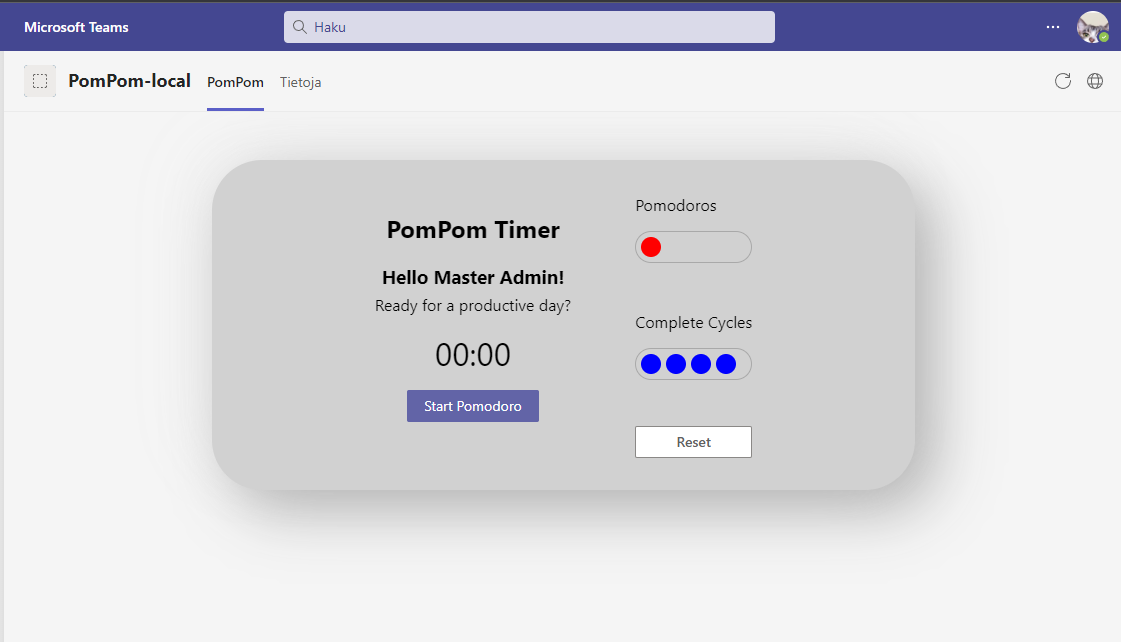 Microsoft Teams
Haku
PomPom-local
PomPom
Tietoja
PomPom Timer
Hello Master Admin!
Ready for a productive day?
00:00
Start Pomodoro
Pomodoros
Complete Cycles
Reset